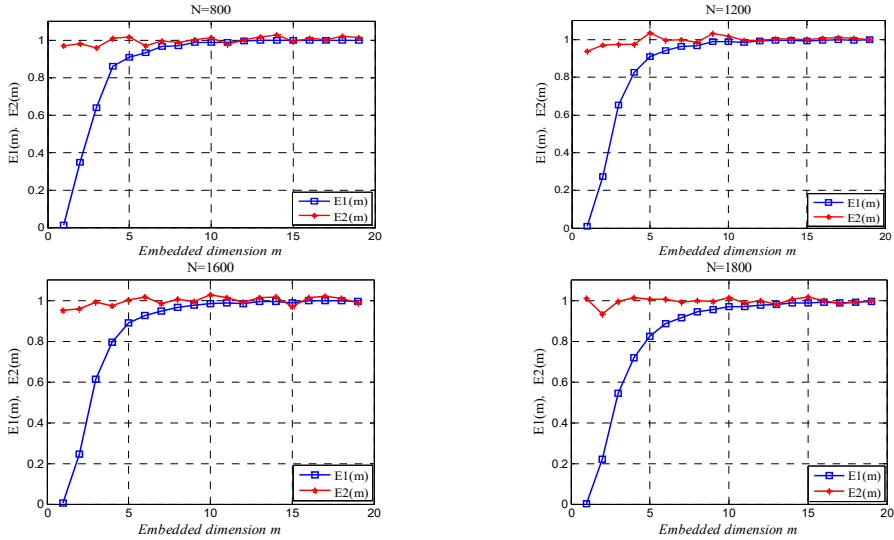 N=800
E1(m)、 E2(m)
1
0.8
0.6
0.4
0.2
0
0
5
10
15
20
E1(m)
E2(m)
Embedded dimension m
N=1200
E1(m)、 E2(m)
1
0.8
0.6
0.4
0.2
0
0
5
10
15
20
E1(m)
E2(m)
Embedded dimension m
N=1600
E1(m)、 E2(m)
1
0.8
0.6
0.4
0.2
0
0
5
10
15
20
E1(m)
E2(m)
Embedded dimension m
N=1800
E1(m)、 E2(m)
1
0.8
0.6
0.4
0.2
0
0
5
10
15
20
E1(m)
E2(m)
Embedded dimension m